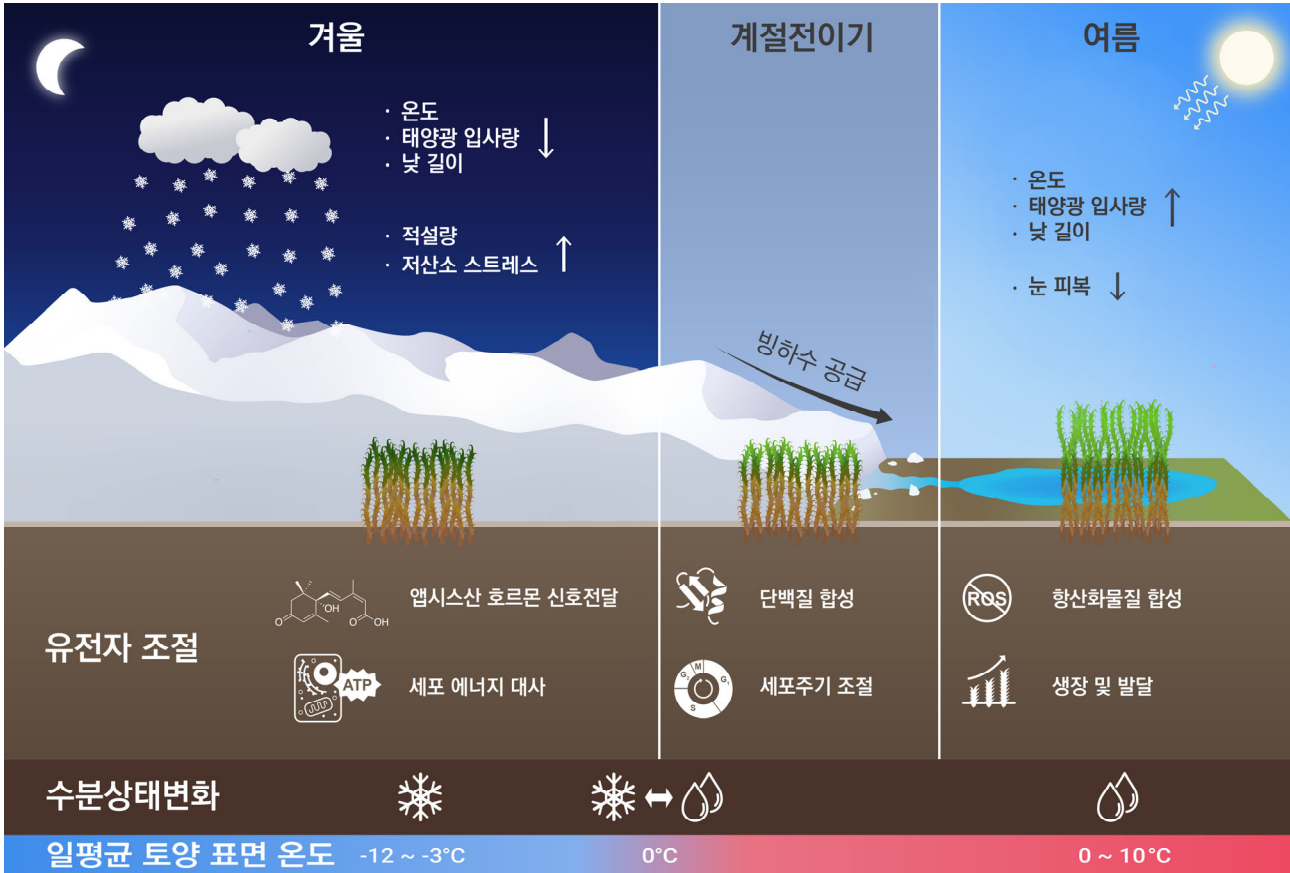 겨울
계절전이기
여름
· 온도
· 태양광 입사량
· 낮 길이
· 적설량
· 저산소 스트레스
· 온도
· 태양광 입사량
· 낮 길이
· 눈 피복
빙하수 공급
유전자 조절
O
OH
O
OH
앱시스산 호르몬 신호전달
ATP
세포 에너지 대사
단백질 합성
G₂ M G₁ S
세포주기 조절
ROS
항산화물질 합성
생장 및 발달
수분상태변화
일평균 토양 표면 온도 -12 ~ -3°C 0°C 0 ~ 10°C